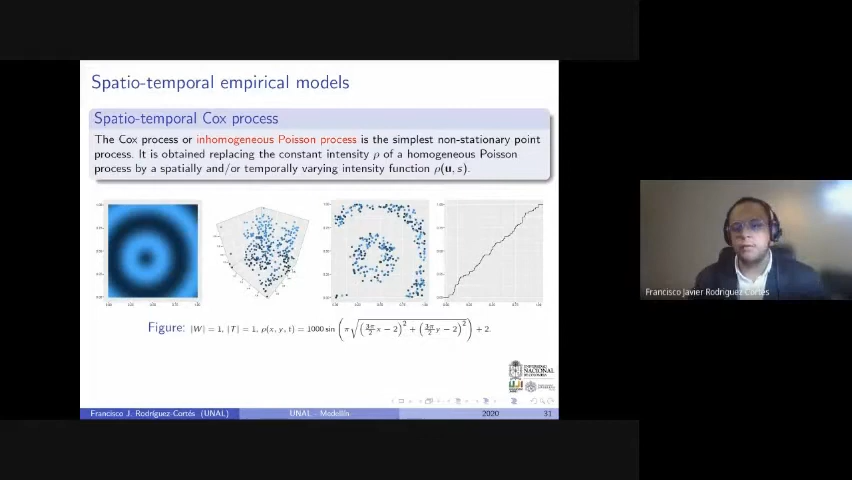 Spatio-temporal empirical models
Spatio-temporal Cox process
The Cox process or inhomogeneous Poisson process is the simplest non-stationary point
process. It is obtained replacing the constant intensity ρ of a homogeneous Poisson
process by a spatially and/or temporally varying intensity function ρ(u, s).
Figure: |W| = 1, |T| = 1, ρ(x, y, t) = 1000 sin (π√((3π/2 x − 2)² + (3π/2 y − 2)²)) + 2.
UNIVERSIDAD
NACIONAL
Francisco J. Rodríguez-Cortés (UNAL)
UNAL - Medellín
2020
31
Francisco Javier Rodriguez Cortés